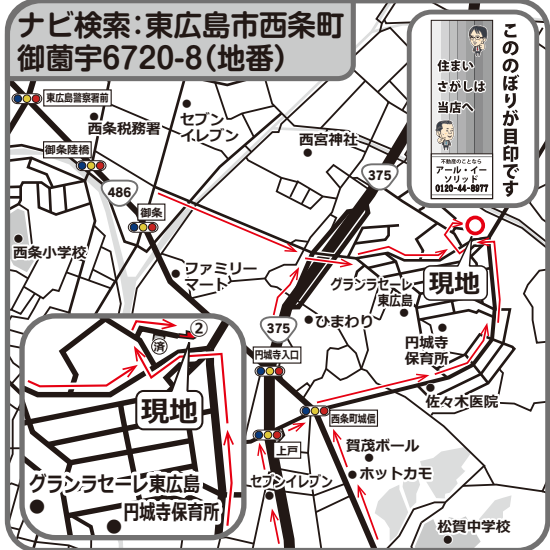 ナビ検索：東広島市西条町
御薗宇6720-8（地番）
住まい
さがしは
当店へ
不動産のことなら
アール・イー
ソリッド
0120-44-8977
こののぼりが目印です
東広島警察署前
西条税務署
セブン
イレブン
御条陸橋
西宮神社
486
375
御条
西条小学校
ファミリー
マート
グランラセーレ
東広島
現地
375
ひまわり
円城寺
保育所
円城寺入口
佐々木医院
西条町城信
上戸
賀茂ボール
ホットカモ
セブンイレブン
松賀中学校
②
済
現地
グランラセーレ東広島
円城寺保育所